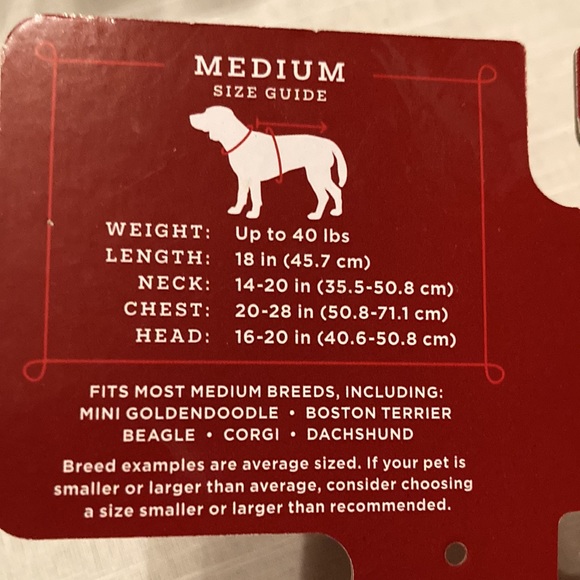 MEDIUM
SIZE GUIDE
WEIGHT: Up to 40 lbs
LENGTH: 18 in (45.7 cm)
NECK: 14-20 in (35.5-50.8 cm)
CHEST: 20-28 in (50.8-71.1 cm)
HEAD: 16-20 in (40.6-50.8 cm)
FITS MOST MEDIUM BREEDS, INCLUDING:
MINI GOLDENDOODLE • BOSTON TERRIER
BEAGLE • CORGI • DACHSHUND
Breed examples are average sized. If your pet is
smaller or larger than average, consider choosing
a size smaller or larger than recommended.